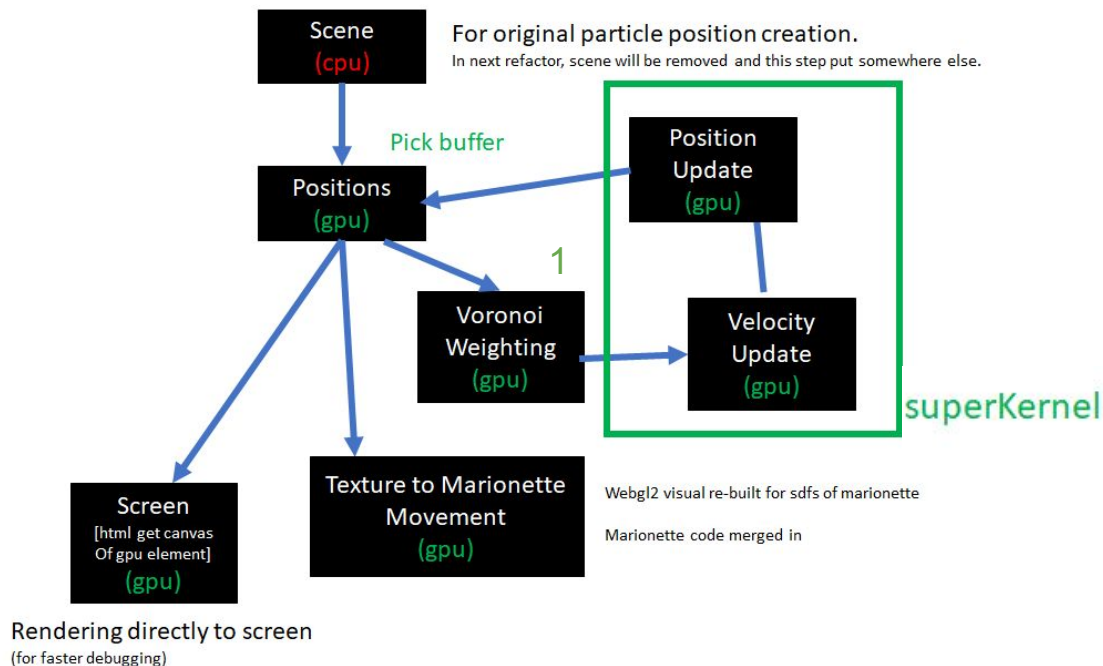 Scene
(cpu)
For original particle position creation.
In next refactor, scene will be removed and this step put somewhere else.
Pick buffer
Position
Update
(gpu)
Positions
(gpu)
1
Voronoi
Weighting
(gpu)
Velocity
Update
(gpu)
superKernel
Texture to Marionette
Movement
(gpu)
Webgl2 visual re-built for sdfs of marionette
Marionette code merged in
Screen
[html get canvas
Of gpu element]
(gpu)
Rendering directly to screen
(for faster debugging)